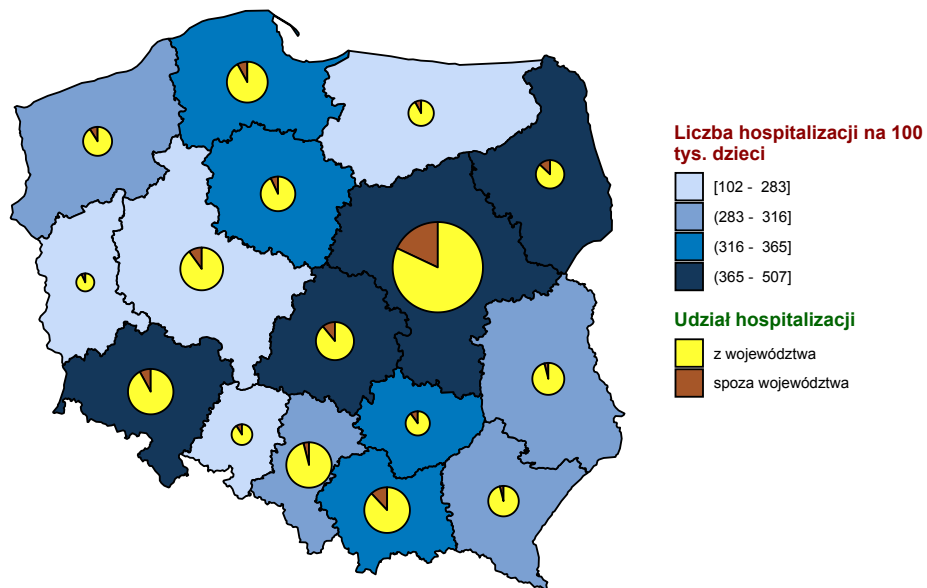 Liczba hospitalizacji na 100
tys. dzieci
[102 - 283]
(283 - 316]
(316 - 365]
(365 - 507]
Udział hospitalizacji
z województwa
spoza województwa